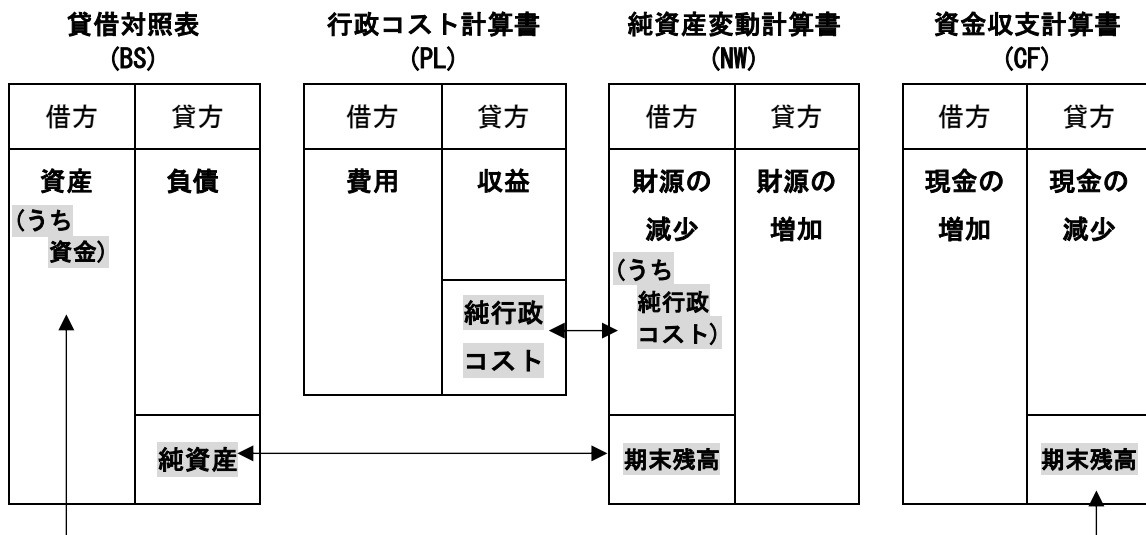 貸借対照表
(BS)
借方
貸方
資産
(うち
資金)
負債
純資産
行政コスト計算書
(PL)
借方
貸方
費用
収益
純行政
コスト
純資産変動計算書
(NW)
借方
貸方
財源の
減少
(うち
純行政
コスト)
期末残高
財源の
増加
資金収支計算書
(CF)
借方
貸方
現金の
増加
現金の
減少
期末残高